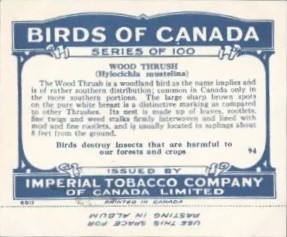 BIRDS OF CANADA
SERIES OF 100
WOOD THRUSH
(Hylocichla mustelina)
The Wood Thrush is a woodland bird as the name implies and
is of rather southern distribution; common in Canada only in
the more southern portions. The large sharp brown spots
on the pure white breast is a distinctive marking as compared
to other Thrushes. Its nest is made up of leaves, rootlets,
fine twigs and weed stalks firmly interwoven and lined with
mud and fine rootlets, and is usually located in saplings about
8 feet from the ground.
Birds destroy insects that are harmful to
our forests and crops
94
ISSUED BY
IMPERIAL TOBACCO COMPANY
OF CANADA LIMITED
PRINTED IN CANADA
USE THIS SPACE FOR
PASTING IN ALBUM